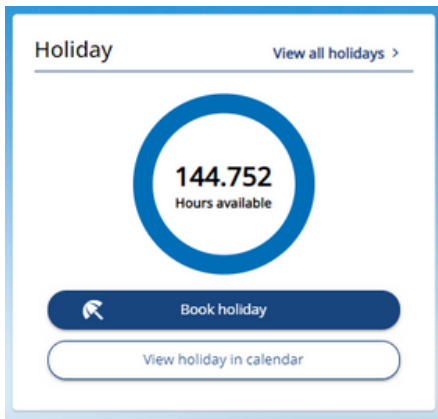 Holiday
View all holidays >
144.752
Hours available
Book holiday
View holiday in calendar